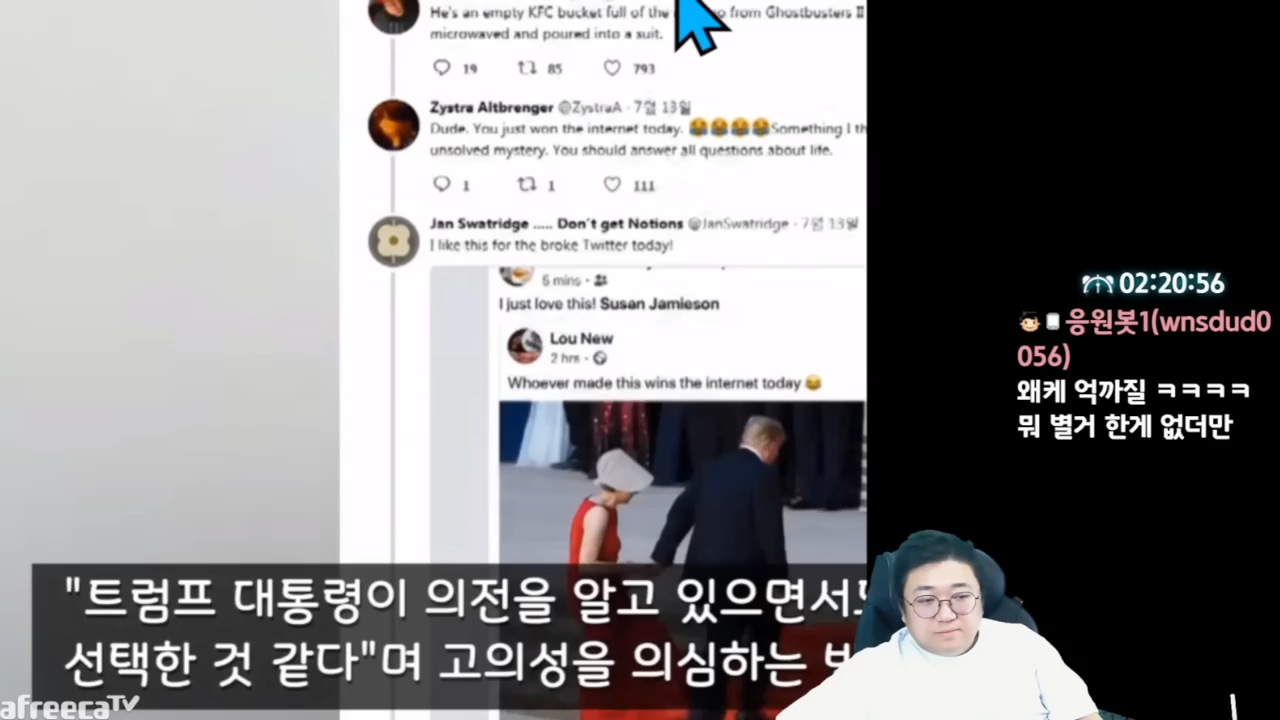 He's an empty KFC bucket full of the from Ghostbusters II
microwaved and poured into a suit.
19 85 793
Zystra Altbrenger @ZystraA · 7월 13일
Dude. You just won the internet today. 😂😂😂😂Something I th
unsolved mystery. You should answer all questions about life.
1 1 111
Jan Swatridge ..... Don't get Notions @JanSwatridge · 7월 13일
I like this for the broke Twitter today!
6 mins ·
I just love this! Susan Jamieson
Lou New
2 hrs ·
Whoever made this wins the internet today 😂
"트럼프 대통령이 의전을 알고 있으면서도
선택한 것 같다"며 고의성을 의심하는
02:20:56
응원봇1(wnsdud0
056)
왜케 억까질 ㅋㅋㅋㅋ
뭐 별거 한게 없더만
afreecaTV